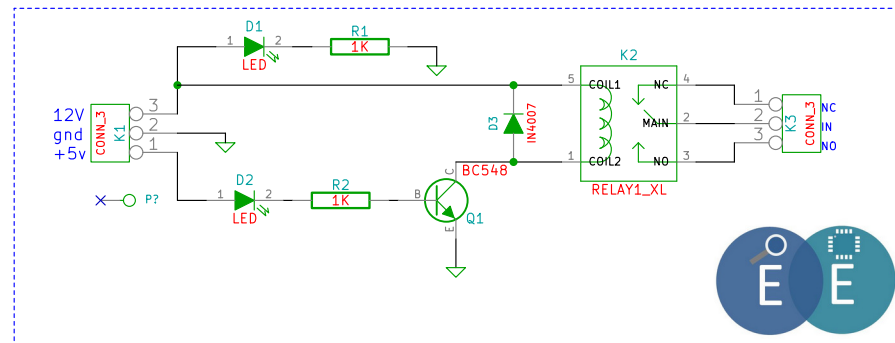 D1
1 2
LED
R1
1K
K2
5 COIL1 NC 4
MAIN 2
1 COIL2 NO 3
RELAY1_XL
12V
gnd
+5v
CONN_3
K1
3
2
1
D3
1N4007
BC548
C
B
E
Q1
1
2
3
CONN_3
K3
NC
IN
NO
P?
D2
1 2
LED
R2
1K
E E